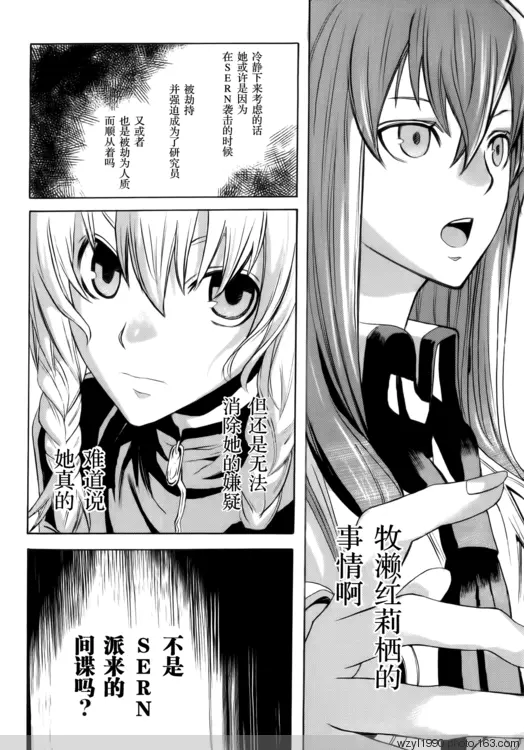 牧濑红莉栖的
事情啊
冷静下来考虑的话
她或许是因为
在SERN袭击的时候
被劫持
并强迫成为了研究员
又或者
也是被劫为人质
而顺从着吗
但还是无法
消除她的嫌疑
难道说
她真的
不是
SERN
派来的
间谍吗？
wzyl1990.photo.163.com